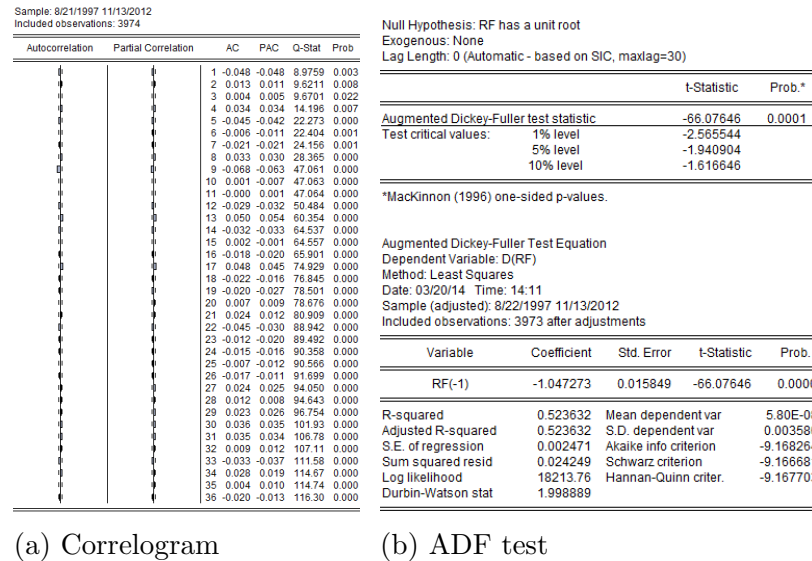 Sample: 8/21/1997 11/13/2012
Included observations: 3974
Autocorrelation Partial Correlation AC PAC Q-Stat Prob
1 -0.048 -0.048 8.9759 0.003
2 0.013 0.011 9.6211 0.008
3 0.004 0.005 9.6701 0.022
4 0.034 0.034 14.196 0.007
5 -0.045 -0.042 22.273 0.000
6 -0.006 -0.011 22.404 0.001
7 -0.021 -0.021 24.156 0.001
8 0.033 0.030 28.365 0.000
9 -0.068 -0.063 47.061 0.000
10 0.001 -0.007 47.063 0.000
11 -0.000 0.001 47.064 0.000
12 -0.029 -0.032 50.484 0.000
13 0.050 0.054 60.354 0.000
14 -0.032 -0.033 64.537 0.000
15 0.002 -0.001 64.557 0.000
16 -0.018 -0.020 65.901 0.000
17 0.048 0.045 74.929 0.000
18 -0.022 -0.016 76.845 0.000
19 -0.020 -0.027 78.501 0.000
20 0.007 0.009 78.676 0.000
21 0.024 0.012 80.909 0.000
22 -0.045 -0.030 88.942 0.000
23 -0.012 -0.020 89.492 0.000
24 -0.015 -0.016 90.358 0.000
25 -0.007 -0.012 90.566 0.000
26 -0.017 -0.011 91.699 0.000
27 0.024 0.025 94.050 0.000
28 0.012 0.008 94.643 0.000
29 0.023 0.026 96.754 0.000
30 0.036 0.035 101.93 0.000
31 0.035 0.034 106.78 0.000
32 0.009 0.012 107.11 0.000
33 -0.033 -0.037 111.58 0.000
34 0.028 0.019 114.67 0.000
35 0.004 0.010 114.74 0.000
36 -0.020 -0.013 116.30 0.000
(a) Correlogram
Null Hypothesis: RF has a unit root
Exogenous: None
Lag Length: 0 (Automatic - based on SIC, maxlag=30)
t-Statistic Prob.*
Augmented Dickey-Fuller test statistic -66.07646 0.0001
Test critical values: 1% level -2.565544
5% level -1.940904
10% level -1.616646
*MacKinnon (1996) one-sided p-values.
Augmented Dickey-Fuller Test Equation
Dependent Variable: D(RF)
Method: Least Squares
Date: 03/20/14 Time: 14:11
Sample (adjusted): 8/22/1997 11/13/2012
Included observations: 3973 after adjustments
Variable Coefficient Std. Error t-Statistic Prob.
RF(-1) -1.047273 0.015849 -66.07646 0.0000
R-squared 0.523632 Mean dependent var 5.80E-0
Adjusted R-squared 0.523632 S.D. dependent var 0.00358
S.E. of regression 0.002471 Akaike info criterion -9.16826
Sum squared resid 0.024249 Schwarz criterion -9.16668
Log likelihood 18213.76 Hannan-Quinn criter. -9.16770
Durbin-Watson stat 1.998889
(b) ADF test